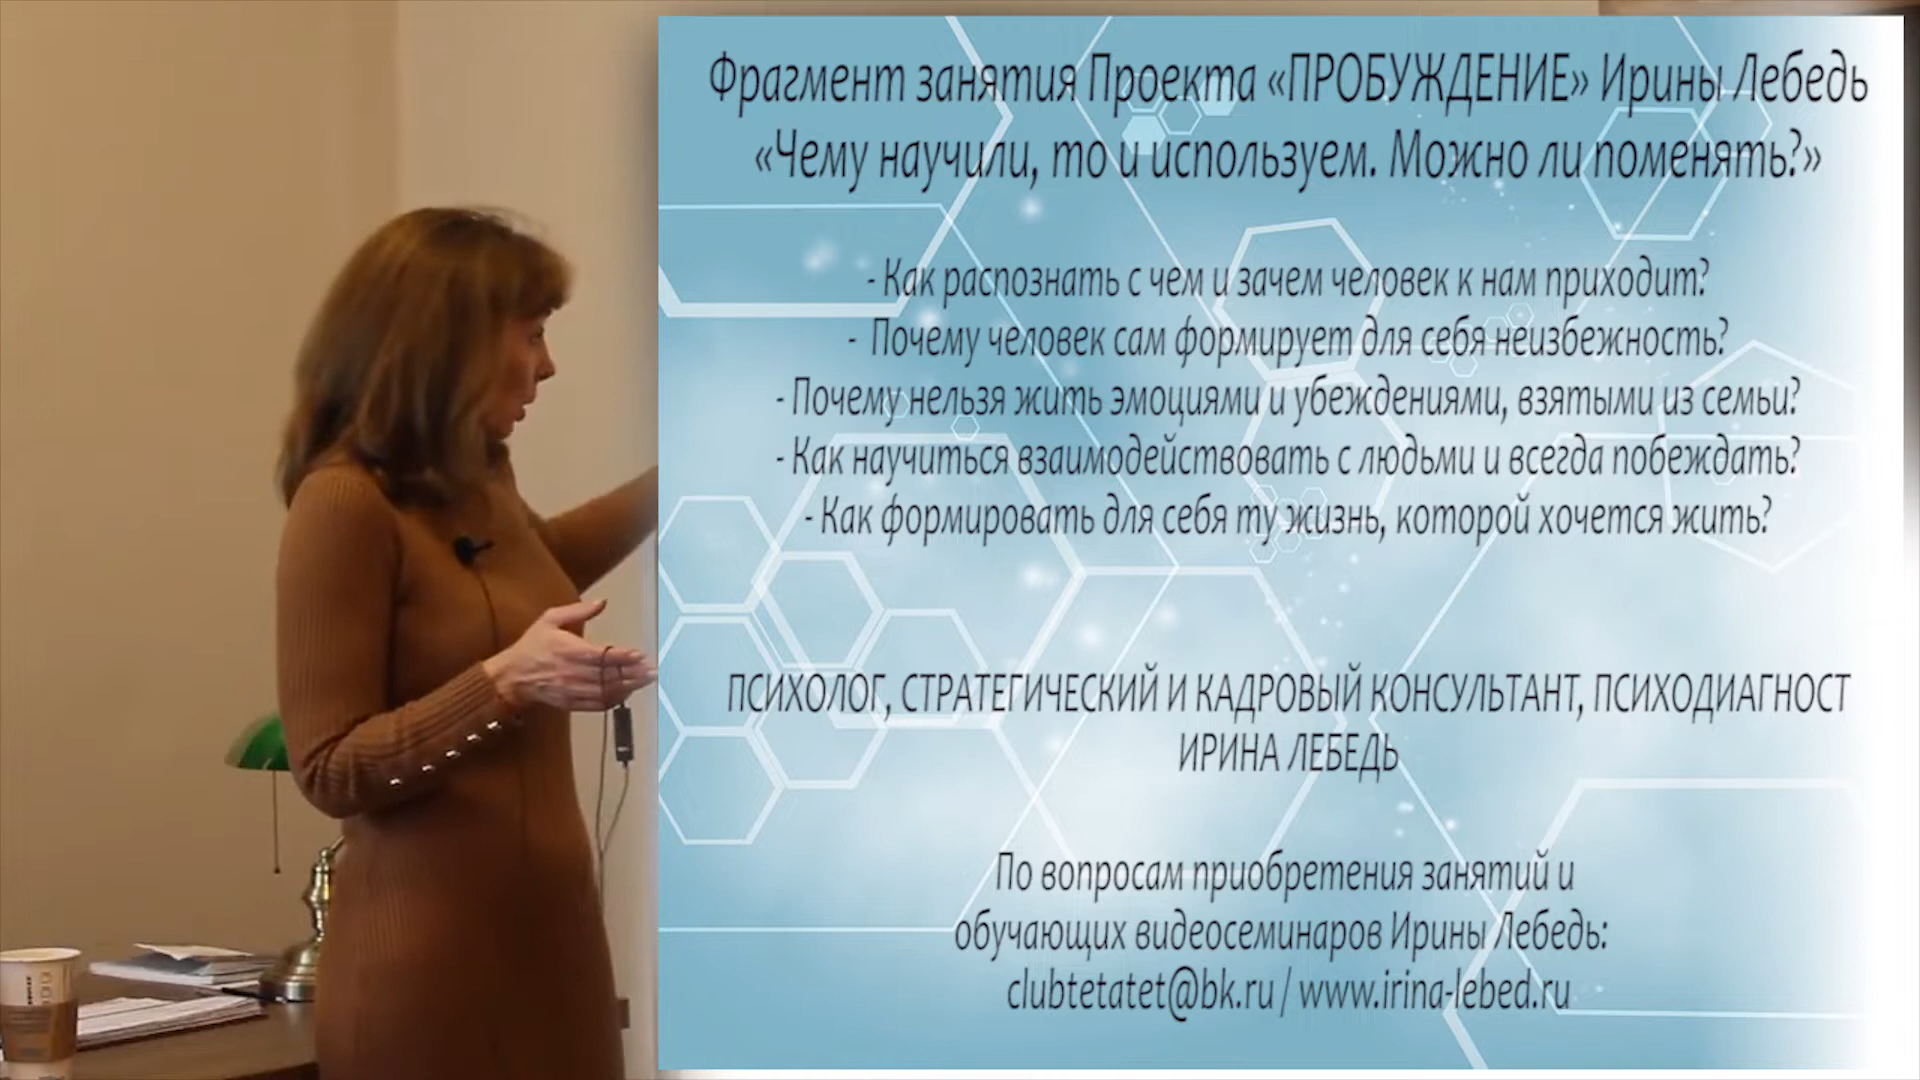 Фрагмент занятия Проекта «ПРОБУЖДЕНИЕ» Ирины Лебедь
«Чему научили, то и используем. Можно ли поменять?»
- Как распознать с чем и зачем человек к нам приходит?
- Почему человек сам формирует для себя неизбежность?
- Почему нельзя жить эмоциями и убеждениями, взятыми из семьи?
- Как научиться взаимодействовать с людьми и всегда побеждать?
- Как формировать для себя ту жизнь, которой хочется жить?
ПСИХОЛОГ, СТРАТЕГИЧЕСКИЙ И КАДРОВЫЙ КОНСУЛЬТАНТ, ПСИХОДИАГНОСТ
ИРИНА ЛЕБЕДЬ
По вопросам приобретения занятий и
обучающих видеосеминаров Ирины Лебедь:
clubtetatet@bk.ru / www.irina-lebed.ru